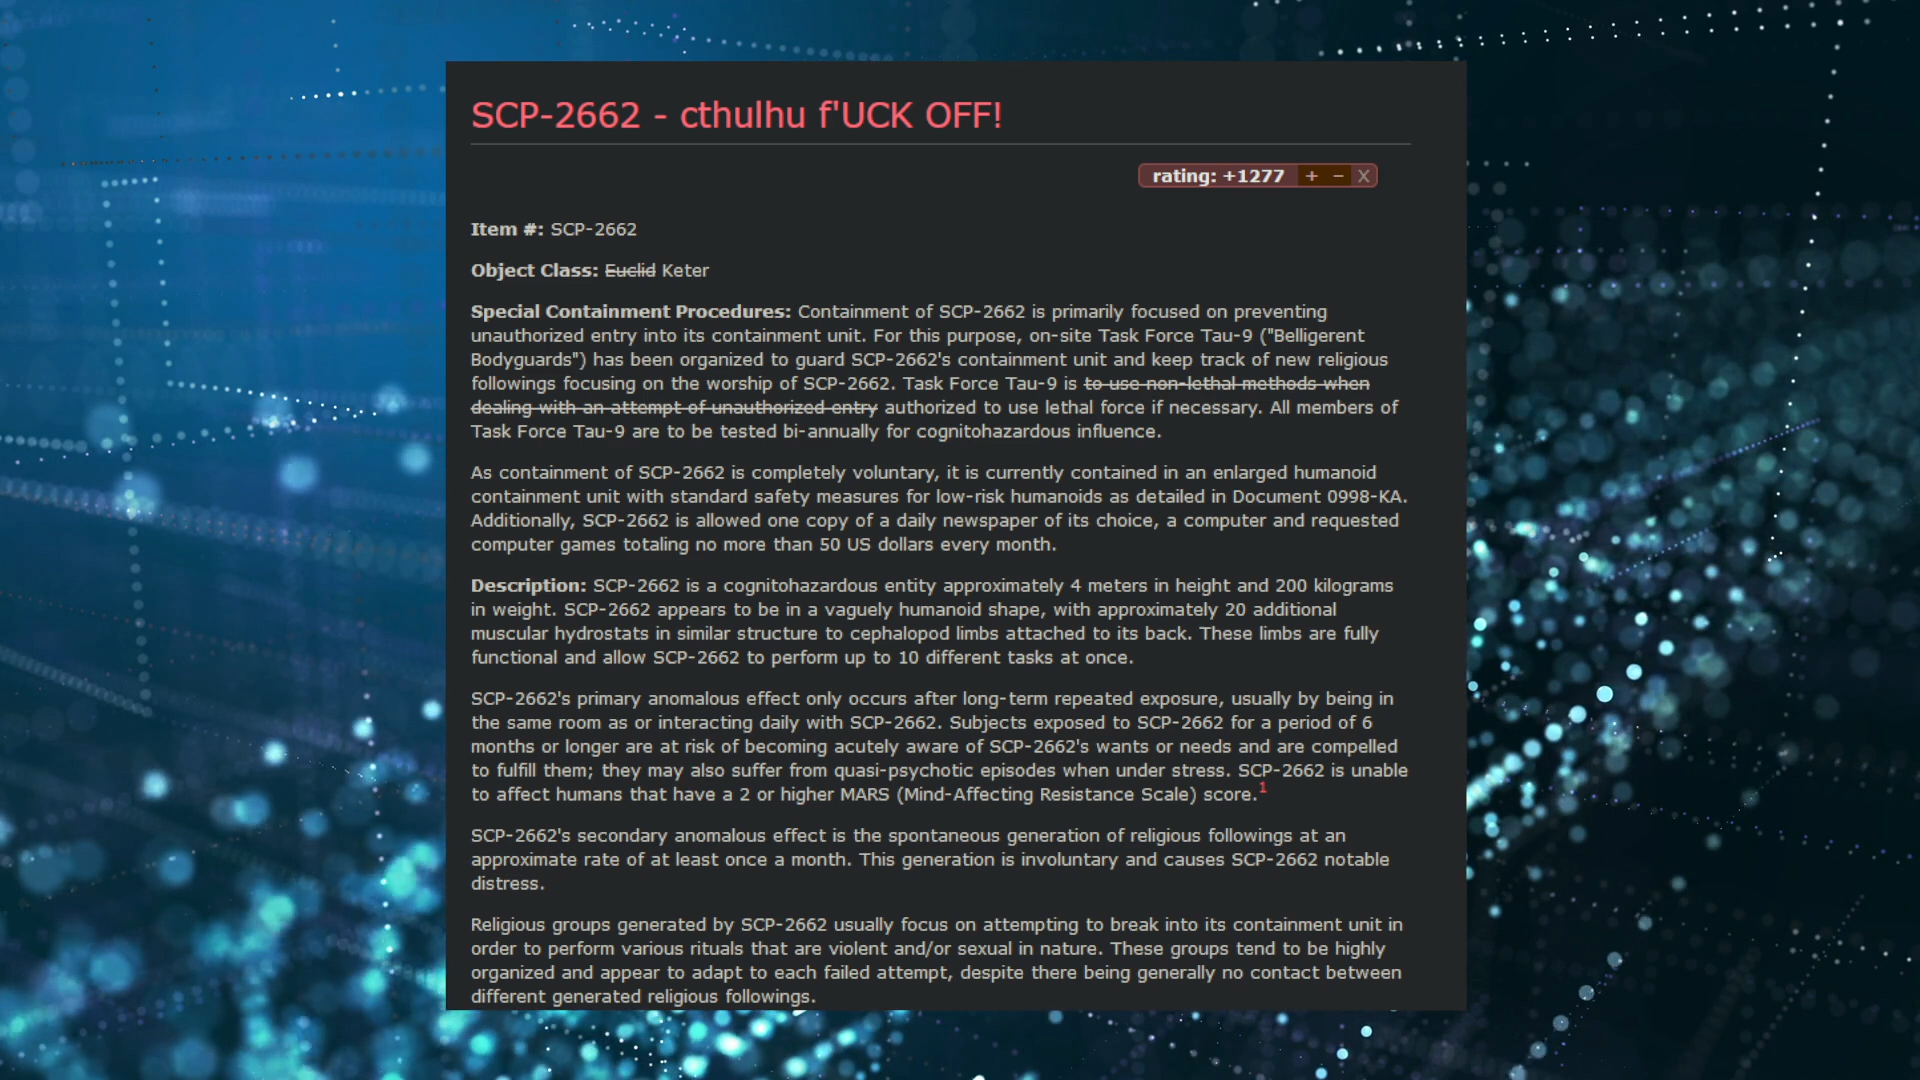 SCP-2662 - cthulhu f'UCK OFF!
rating: +1277 + − X
Item #: SCP-2662
Object Class: Euclid Keter
Special Containment Procedures: Containment of SCP-2662 is primarily focused on preventing
unauthorized entry into its containment unit. For this purpose, on-site Task Force Tau-9 ("Belligerent
Bodyguards") has been organized to guard SCP-2662's containment unit and keep track of new religious
followings focusing on the worship of SCP-2662. Task Force Tau-9 is to use non-lethal methods when
dealing with an attempt of unauthorized entry authorized to use lethal force if necessary. All members of
Task Force Tau-9 are to be tested bi-annually for cognitohazardous influence.
As containment of SCP-2662 is completely voluntary, it is currently contained in an enlarged humanoid
containment unit with standard safety measures for low-risk humanoids as detailed in Document 0998-KA.
Additionally, SCP-2662 is allowed one copy of a daily newspaper of its choice, a computer and requested
computer games totaling no more than 50 US dollars every month.
Description: SCP-2662 is a cognitohazardous entity approximately 4 meters in height and 200 kilograms
in weight. SCP-2662 appears to be in a vaguely humanoid shape, with approximately 20 additional
muscular hydrostats in similar structure to cephalopod limbs attached to its back. These limbs are fully
functional and allow SCP-2662 to perform up to 10 different tasks at once.
SCP-2662's primary anomalous effect only occurs after long-term repeated exposure, usually by being in
the same room as or interacting daily with SCP-2662. Subjects exposed to SCP-2662 for a period of 6
months or longer are at risk of becoming acutely aware of SCP-2662's wants or needs and are compelled
to fulfill them; they may also suffer from quasi-psychotic episodes when under stress. SCP-2662 is unable
to affect humans that have a 2 or higher MARS (Mind-Affecting Resistance Scale) score.1
SCP-2662's secondary anomalous effect is the spontaneous generation of religious followings at an
approximate rate of at least once a month. This generation is involuntary and causes SCP-2662 notable
distress.
Religious groups generated by SCP-2662 usually focus on attempting to break into its containment unit in
order to perform various rituals that are violent and/or sexual in nature. These groups tend to be highly
organized and appear to adapt to each failed attempt, despite there being generally no contact between
different generated religious followings.